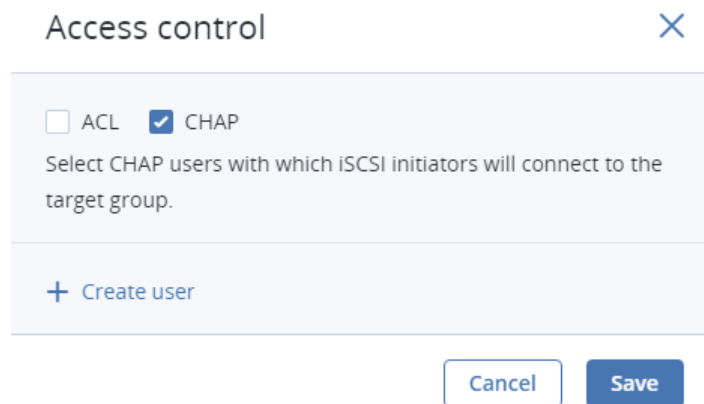 Access control
ACL CHAP
Select CHAP users with which iSCSI initiators will connect to the
target group.
+ Create user
Cancel Save